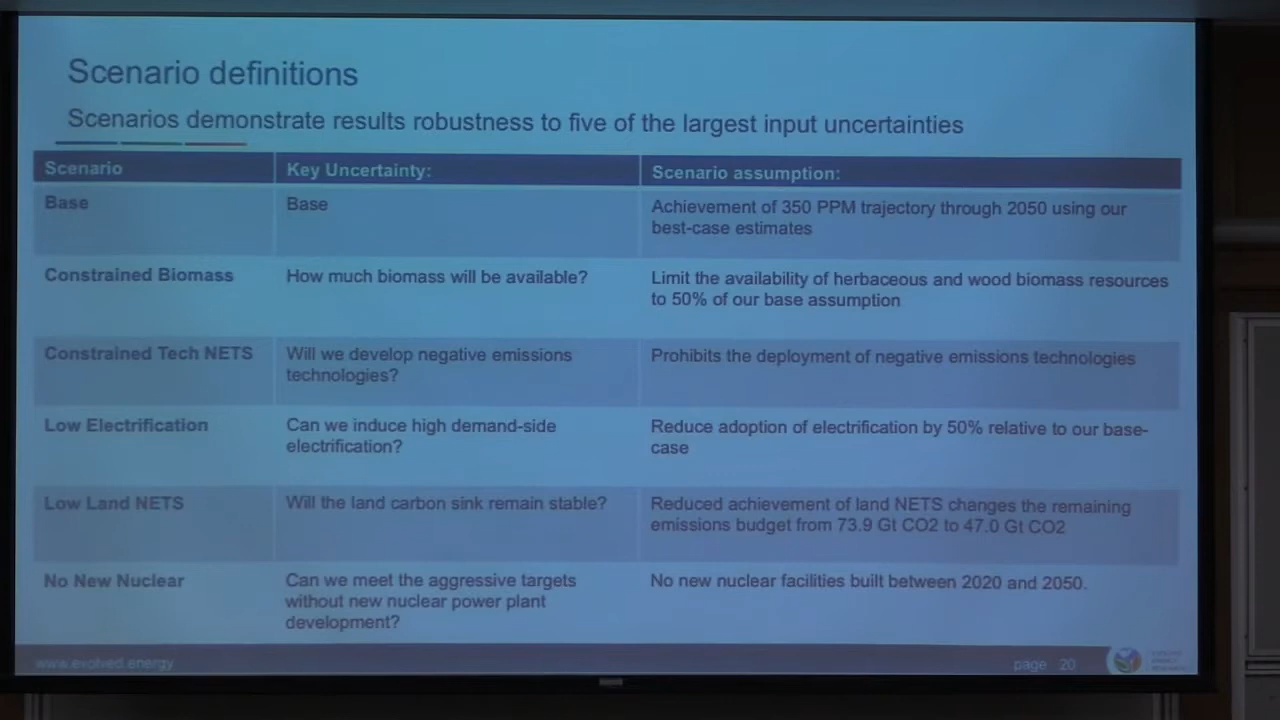 Scenario definitions
Scenarios demonstrate results robustness to five of the largest input uncertainties
Scenario
Key Uncertainty:
Scenario assumption:
Base
Base
Achievement of 350 PPM trajectory through 2050 using our
best-case estimates
Constrained Biomass
How much biomass will be available?
Limit the availability of herbaceous and wood biomass resources
to 50% of our base assumption
Constrained Tech NETS
Will we develop negative emissions
technologies?
Prohibits the deployment of negative emissions technologies
Low Electrification
Can we induce high demand-side
electrification?
Reduce adoption of electrification by 50% relative to our base-
case
Low Land NETS
Will the land carbon sink remain stable?
Reduced achievement of land NETS changes the remaining
emissions budget from 73.9 Gt CO2 to 47.0 Gt CO2
No New Nuclear
Can we meet the aggressive targets
without new nuclear power plant
development?
No new nuclear facilities built between 2020 and 2050.
www.evolved.energy
page 20